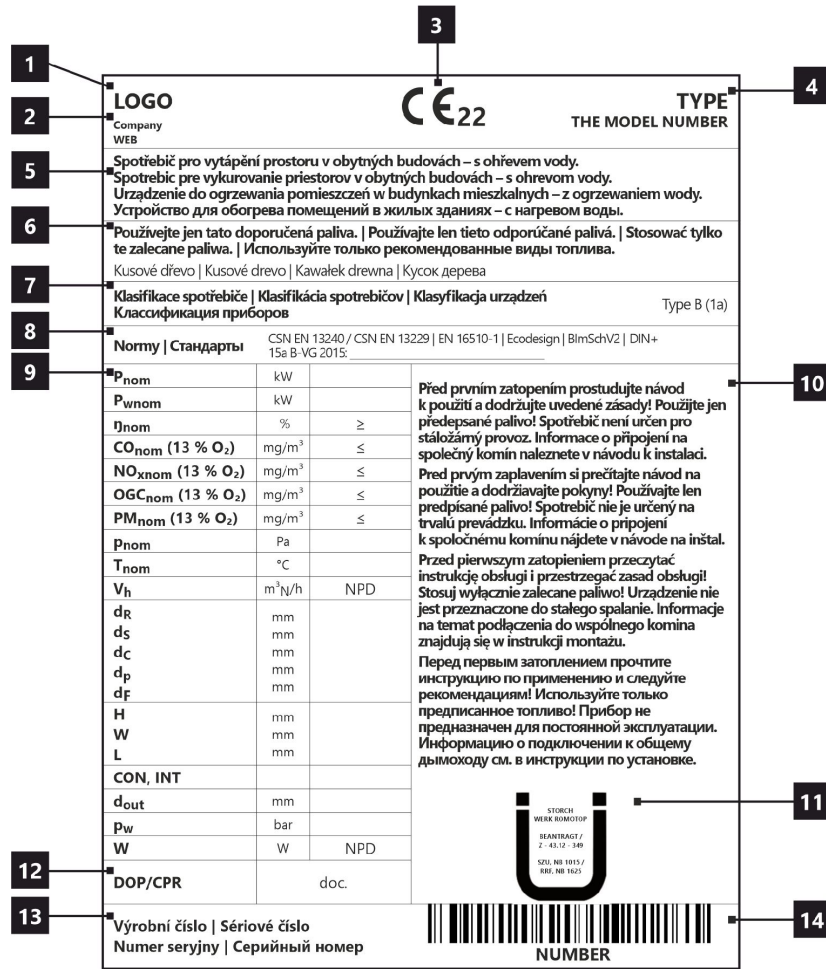 3
1
LOGO
CE22
TYPE
4
2
Company
WEB
THE MODEL NUMBER
5
Spotřebič pro vytápění prostoru v obytných budovách – s ohřevem vody.
Spotrebic pre vykurovanie priestorov v obytných budovách – s ohrevom vody.
Urządzenie do ogrzewania pomieszczeń w budynkach mieszkalnych – z ogrzewaniem wody.
Устройство для обогрева помещений в жилых зданиях – с нагревом воды.
6
Používejte jen tato doporučená paliva. | Používajte len tieto odporúčané palivá. | Stosować tylko
te zalecane paliwa. | Используйте только рекомендованные виды топлива.
Kusové dřevo | Kusové drevo | Kawałek drewna | Кусок дерева
7
Klasifikace spotřebiče | Klasifikácia spotrebičov | Klasyfikacja urządzeń
Классификация приборов
Type B (1a)
8
Normy | Стандарты
CSN EN 13240 / CSN EN 13229 | EN 16510-1 | Ecodesign | BImSchV2 | DIN+
15a B-VG 2015:
9
Pnom kW
Pwnom kW
ηnom % ≥
COnom (13 % O₂) mg/m³ ≤
NOxnom (13 % O₂) mg/m³ ≤
OGCnom (13 % O₂) mg/m³ ≤
PMnom (13 % O₂) mg/m³ ≤
pnom Pa
Tnom °C
Vh m³N/h NPD
dR mm
dS mm
dC mm
dp mm
dF mm
H mm
W mm
L mm
CON, INT
dout mm
pw bar
W W NPD
10
Před prvním zatopením prostudujte návod
k použití a dodržujte uvedené zásady! Použijte jen
předepsané palivo! Spotřebič není určen pro
stáložárný provoz. Informace o připojení na
společný komín naleznete v návodu k instalaci.
Pred prvým zaplavením si prečítajte návod na
použitie a dodržiavajte pokyny! Používajte len
predpísané palivo! Spotrebič nie je určený na
trvalú prevádzku. Informácie o pripojení
k spoločnému komínu nájdete v návode na inštal.
Przed pierwszym zatopieniem przeczytać
instrukcję obsługi i przestrzegać zasad obsługi!
Stosuj wyłącznie zalecane paliwo! Urządzenie nie
jest przeznaczone do stałego spalanie. Informacje
na temat podłączenia do wspólnego komina
znajdują się w instrukcji montażu.
Перед первым затоплением прочтите
инструкцию по применению и следуйте
рекомендациям! Используйте только
предписанное топливо! Прибор не
предназначен для постоянной эксплуатации.
Информацию о подключении к общему
дымоходу см. в инструкции по установке.
11
STORCH
WERK ROMOTOP
BEANTRAGT /
Z - 43.12 - 349
SZU, NB 1015 /
RRF, NB 1625
12
DOP/CPR doc.
13
Výrobní číslo | Sériové číslo
Numer seryjny | Серийный номер
14
NUMBER